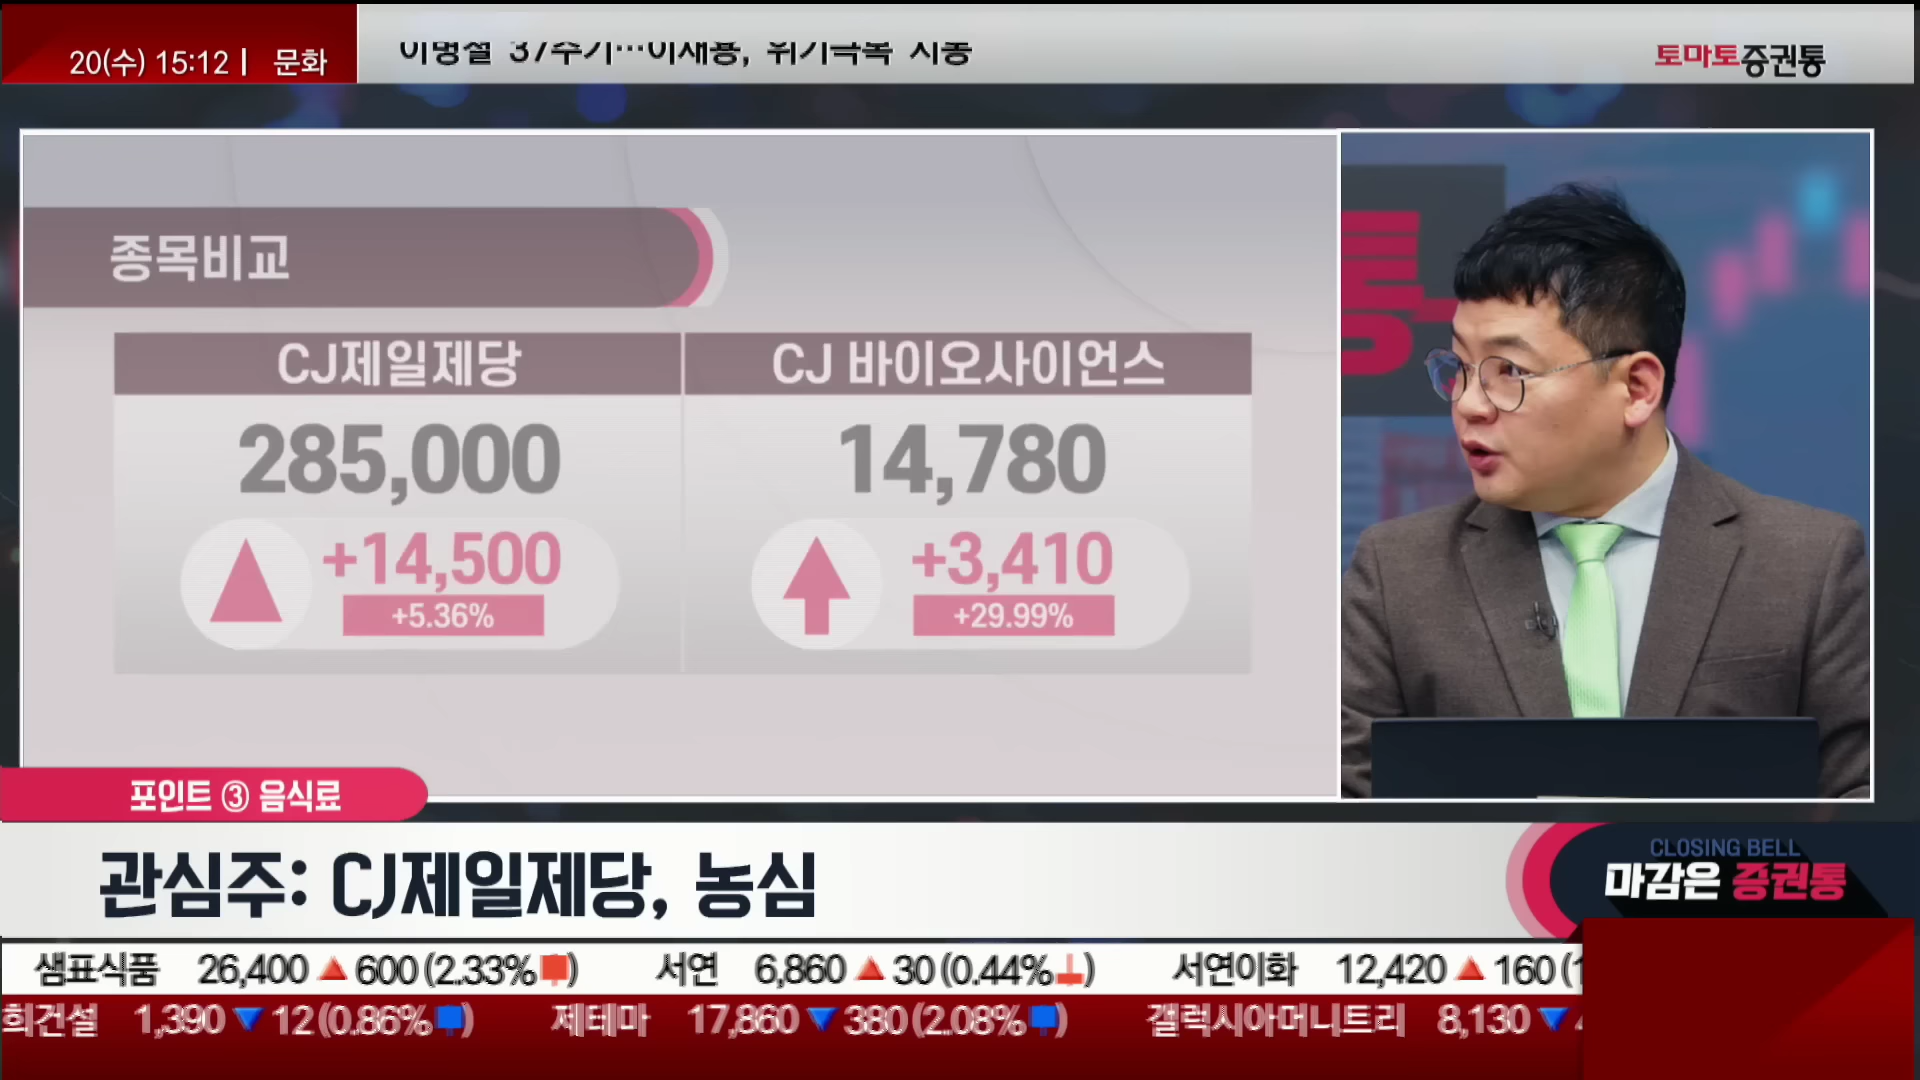 20(수) 15:12 | 문화
토마토증권통
종목비교
CJ제일제당
CJ 바이오사이언스
285,000
14,780
+14,500
+3,410
+5.36%
+29.99%
통
포인트 ③ 음식료
관심주: CJ제일제당, 농심
CLOSING BELL
마감은 증권통
샘표식품 26,400 ▲ 600 (2.33% ) 서연 6,860 ▲ 30 (0.44% ) 서연이화 12,420 ▲ 160 (1
희건설 1,390 ▼ 12 (0.86% ) 제테마 17,860 ▼ 380 (2.08% ) 갤럭시아머니트리 8,130 ▼